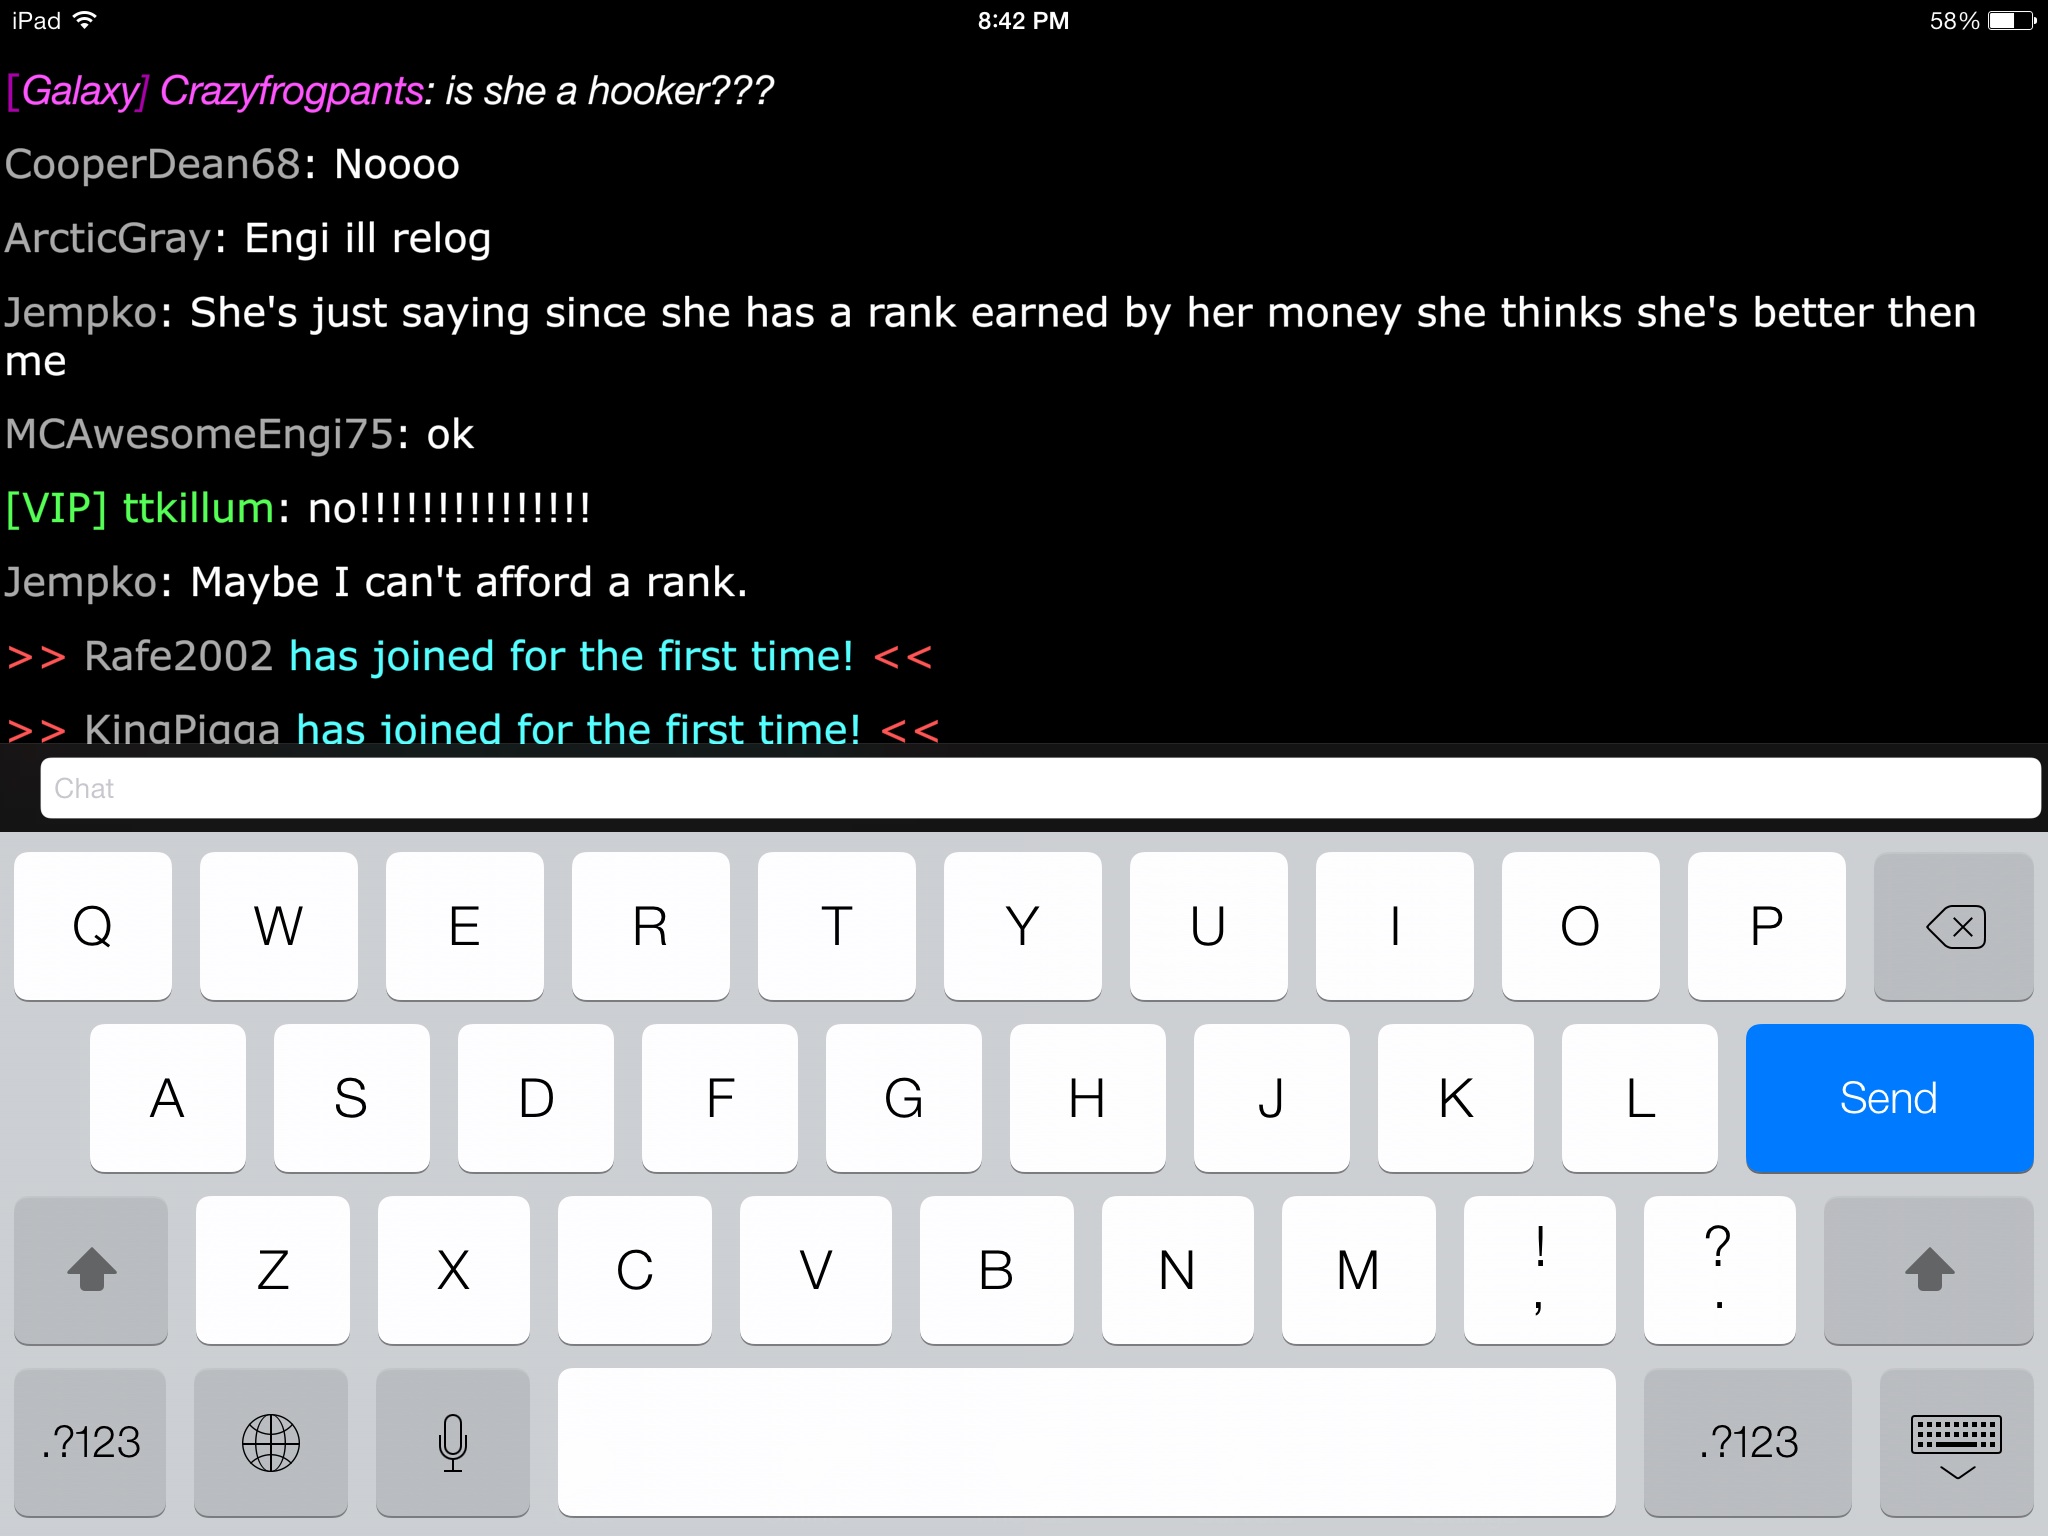 iPad 8:42 PM 58%
[Galaxy] Crazyfrogpants: is she a hooker???
CooperDean68: Noooo
ArcticGray: Engi ill relog
Jempko: She's just saying since she has a rank earned by her money she thinks she's better then
me
MCAwesomeEngi75: ok
[VIP] ttkillum: no!!!!!!!!!!!!!!!
Jempko: Maybe I can't afford a rank.
>> Rafe2002 has joined for the first time! <<
>> KingPigga has joined for the first time! <<
Chat
Q W E R T Y U I O P
A S D F G H J K L Send
Z X C V B N M ! , ? .
.?123 .?123